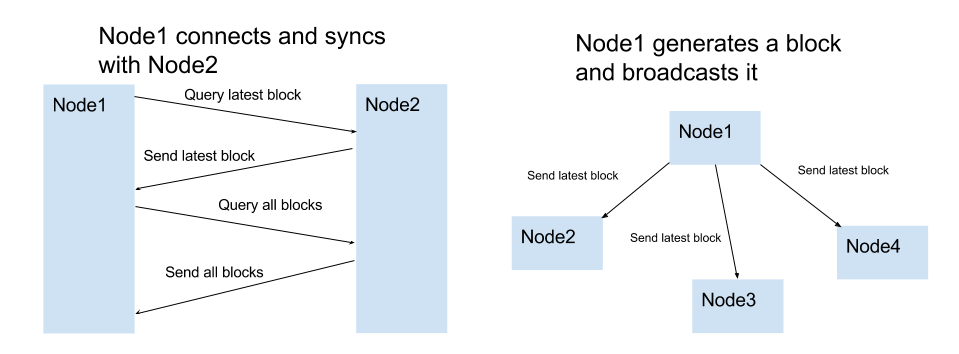 Node1 connects and syncs
with Node2
Node1
Node2
Query latest block
Send latest block
Query all blocks
Send all blocks
Node1 generates a block
and broadcasts it
Node1
Send latest block
Send latest block
Send latest block
Node2
Node4
Node3